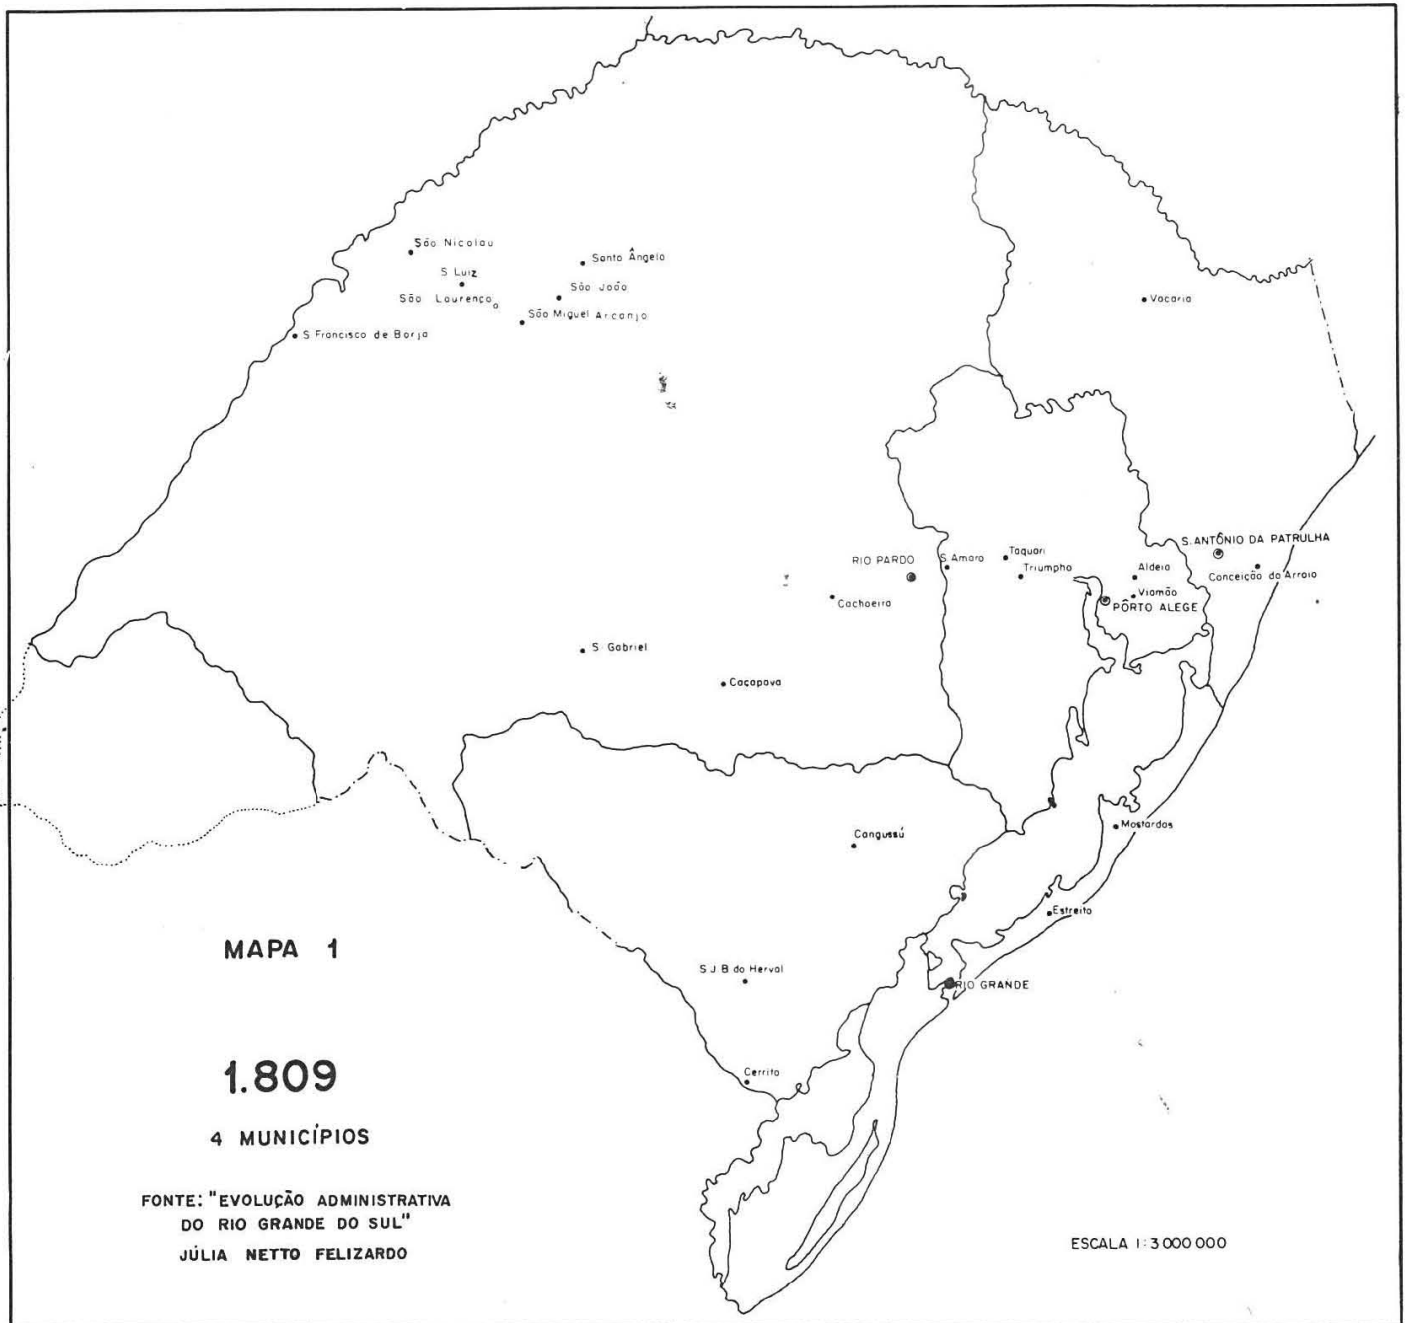 São Nicolau
Santo Ângelo
S Luiz
São João
São Lourenço
Vacaria
São Miguel Arcanjo
S Francisco de Borja
S. ANTÔNIO DA PATRULHA
Taquari
RIO PARDO
S Amaro
Triumpho
Aldeia
Conceição do Arroio
Viamão
Cachoeira
PÔRTO ALEGE
S Gabriel
Caçapava
Mostardas
Cangussú
Estreito
MAPA 1
S J B do Herval
RIO GRANDE
1.809
Cerrito
4 MUNICÍPIOS
FONTE: "EVOLUÇÃO ADMINISTRATIVA
DO RIO GRANDE DO SUL"
JÚLIA NETTO FELIZARDO
ESCALA 1:3 000 000